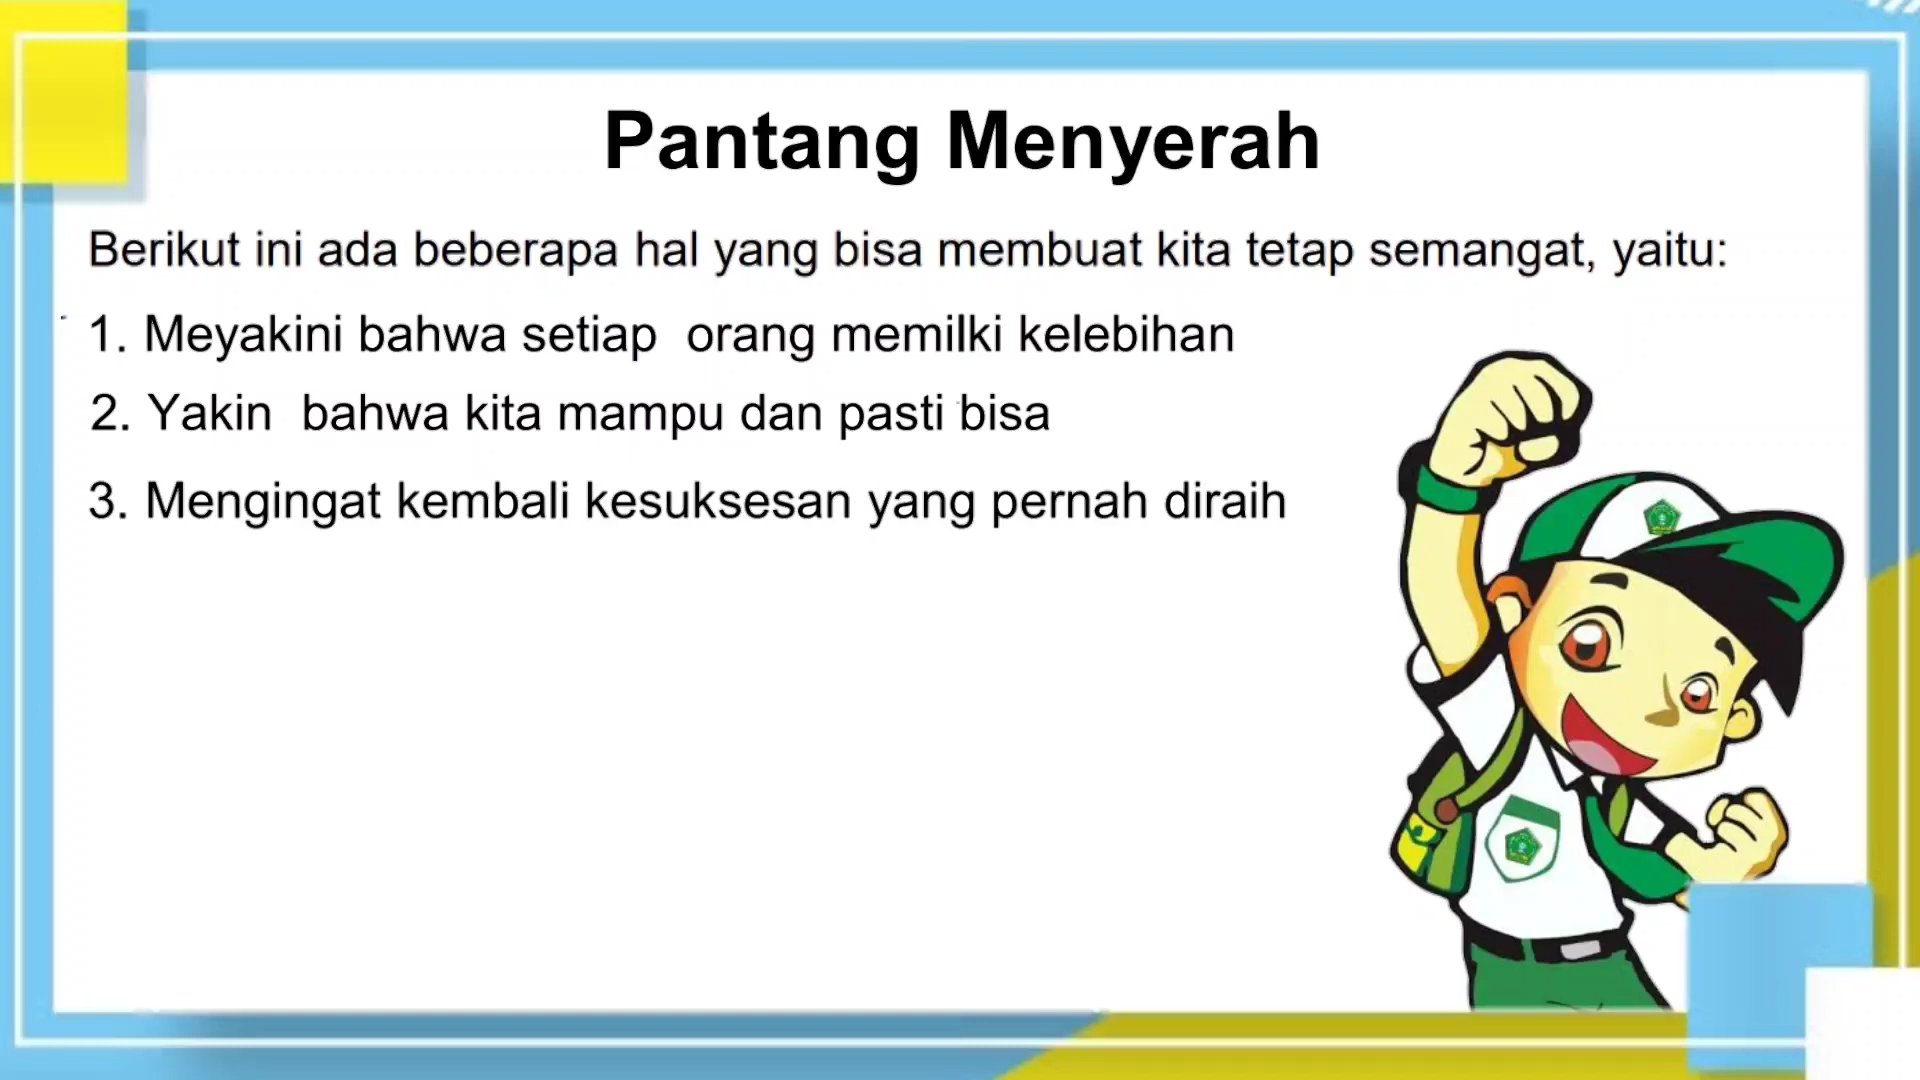 Pantang Menyerah
Berikut ini ada beberapa hal yang bisa membuat kita tetap semangat, yaitu:
1. Meyakini bahwa setiap orang memilki kelebihan
2. Yakin bahwa kita mampu dan pasti bisa
3. Mengingat kembali kesuksesan yang pernah diraih